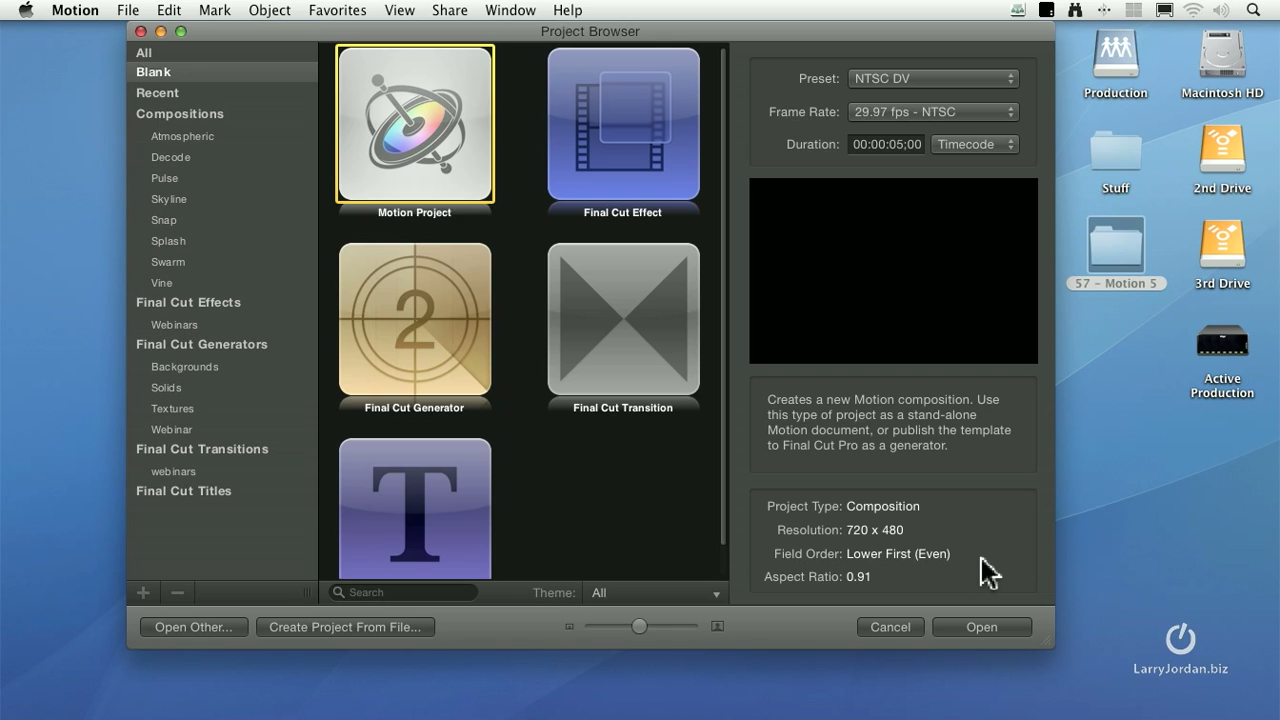 Motion File Edit Mark Object Favorites View Share Window Help
Project Browser
All
Blank
Recent
Compositions
Atmospheric
Decode
Pulse
Skyline
Snap
Splash
Swarm
Vine
Final Cut Effects
Webinars
Final Cut Generators
Backgrounds
Solids
Textures
Webinar
Final Cut Transitions
webinars
Final Cut Titles
Motion Project
Final Cut Effect
2
Final Cut Generator
Final Cut Transition
T
Search
Theme: All
Preset: NTSC DV
Frame Rate: 29.97 fps - NTSC
Duration: 00:00:05;00 Timecode
Creates a new Motion composition. Use
this type of project as a stand-alone
Motion document, or publish the template
to Final Cut Pro as a generator.
Project Type: Composition
Resolution: 720 x 480
Field Order: Lower First (Even)
Aspect Ratio: 0.91
Open Other...
Create Project From File...
Cancel
Open
Production
Macintosh HD
Stuff
2nd Drive
57 - Motion 5
3rd Drive
Active
Production
LarryJordan.biz